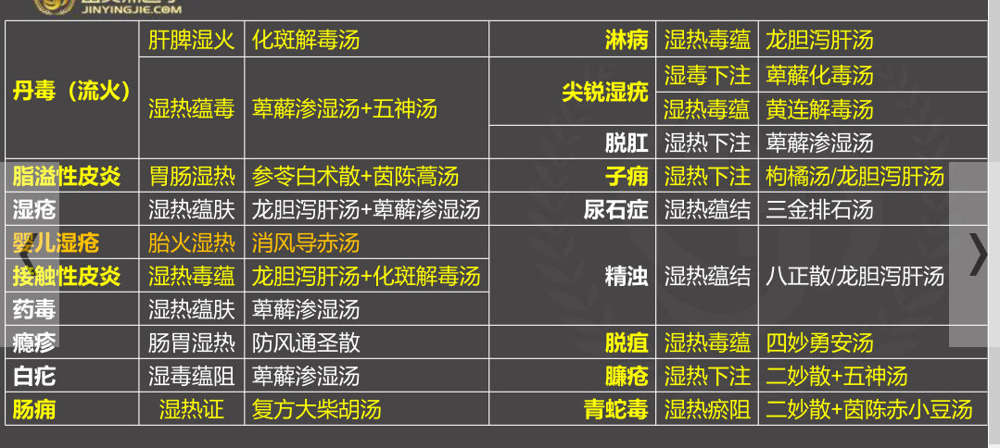 JINYINGJIE.COM
丹毒（流火） 肝脾湿火 化斑解毒汤 淋病 湿热毒蕴 龙胆泻肝汤
湿热蕴毒 萆薢渗湿汤+五神汤 尖锐湿疣 湿毒下注 萆薢化毒汤
湿热毒蕴 黄连解毒汤
脱肛 湿热下注 萆薢渗湿汤
脂溢性皮炎 胃肠湿热 参苓白术散+茵陈蒿汤 子痈 湿热下注 枸橘汤/龙胆泻肝汤
湿疮 湿热蕴肤 龙胆泻肝汤+萆薢渗湿汤 尿石症 湿热蕴结 三金排石汤
婴儿湿疮 胎火湿热 消风导赤汤
接触性皮炎 湿热毒蕴 龙胆泻肝汤+化斑解毒汤 精浊 湿热蕴结 八正散/龙胆泻肝汤
药毒 湿热蕴肤 萆薢渗湿汤
瘾疹 肠胃湿热 防风通圣散 脱疽 湿热毒蕴 四妙勇安汤
白疕 湿毒蕴阻 萆薢渗湿汤 臁疮 湿热下注 二妙散+五神汤
肠痈 湿热证 复方大柴胡汤 青蛇毒 湿热瘀阻 二妙散+茵陈赤小豆汤